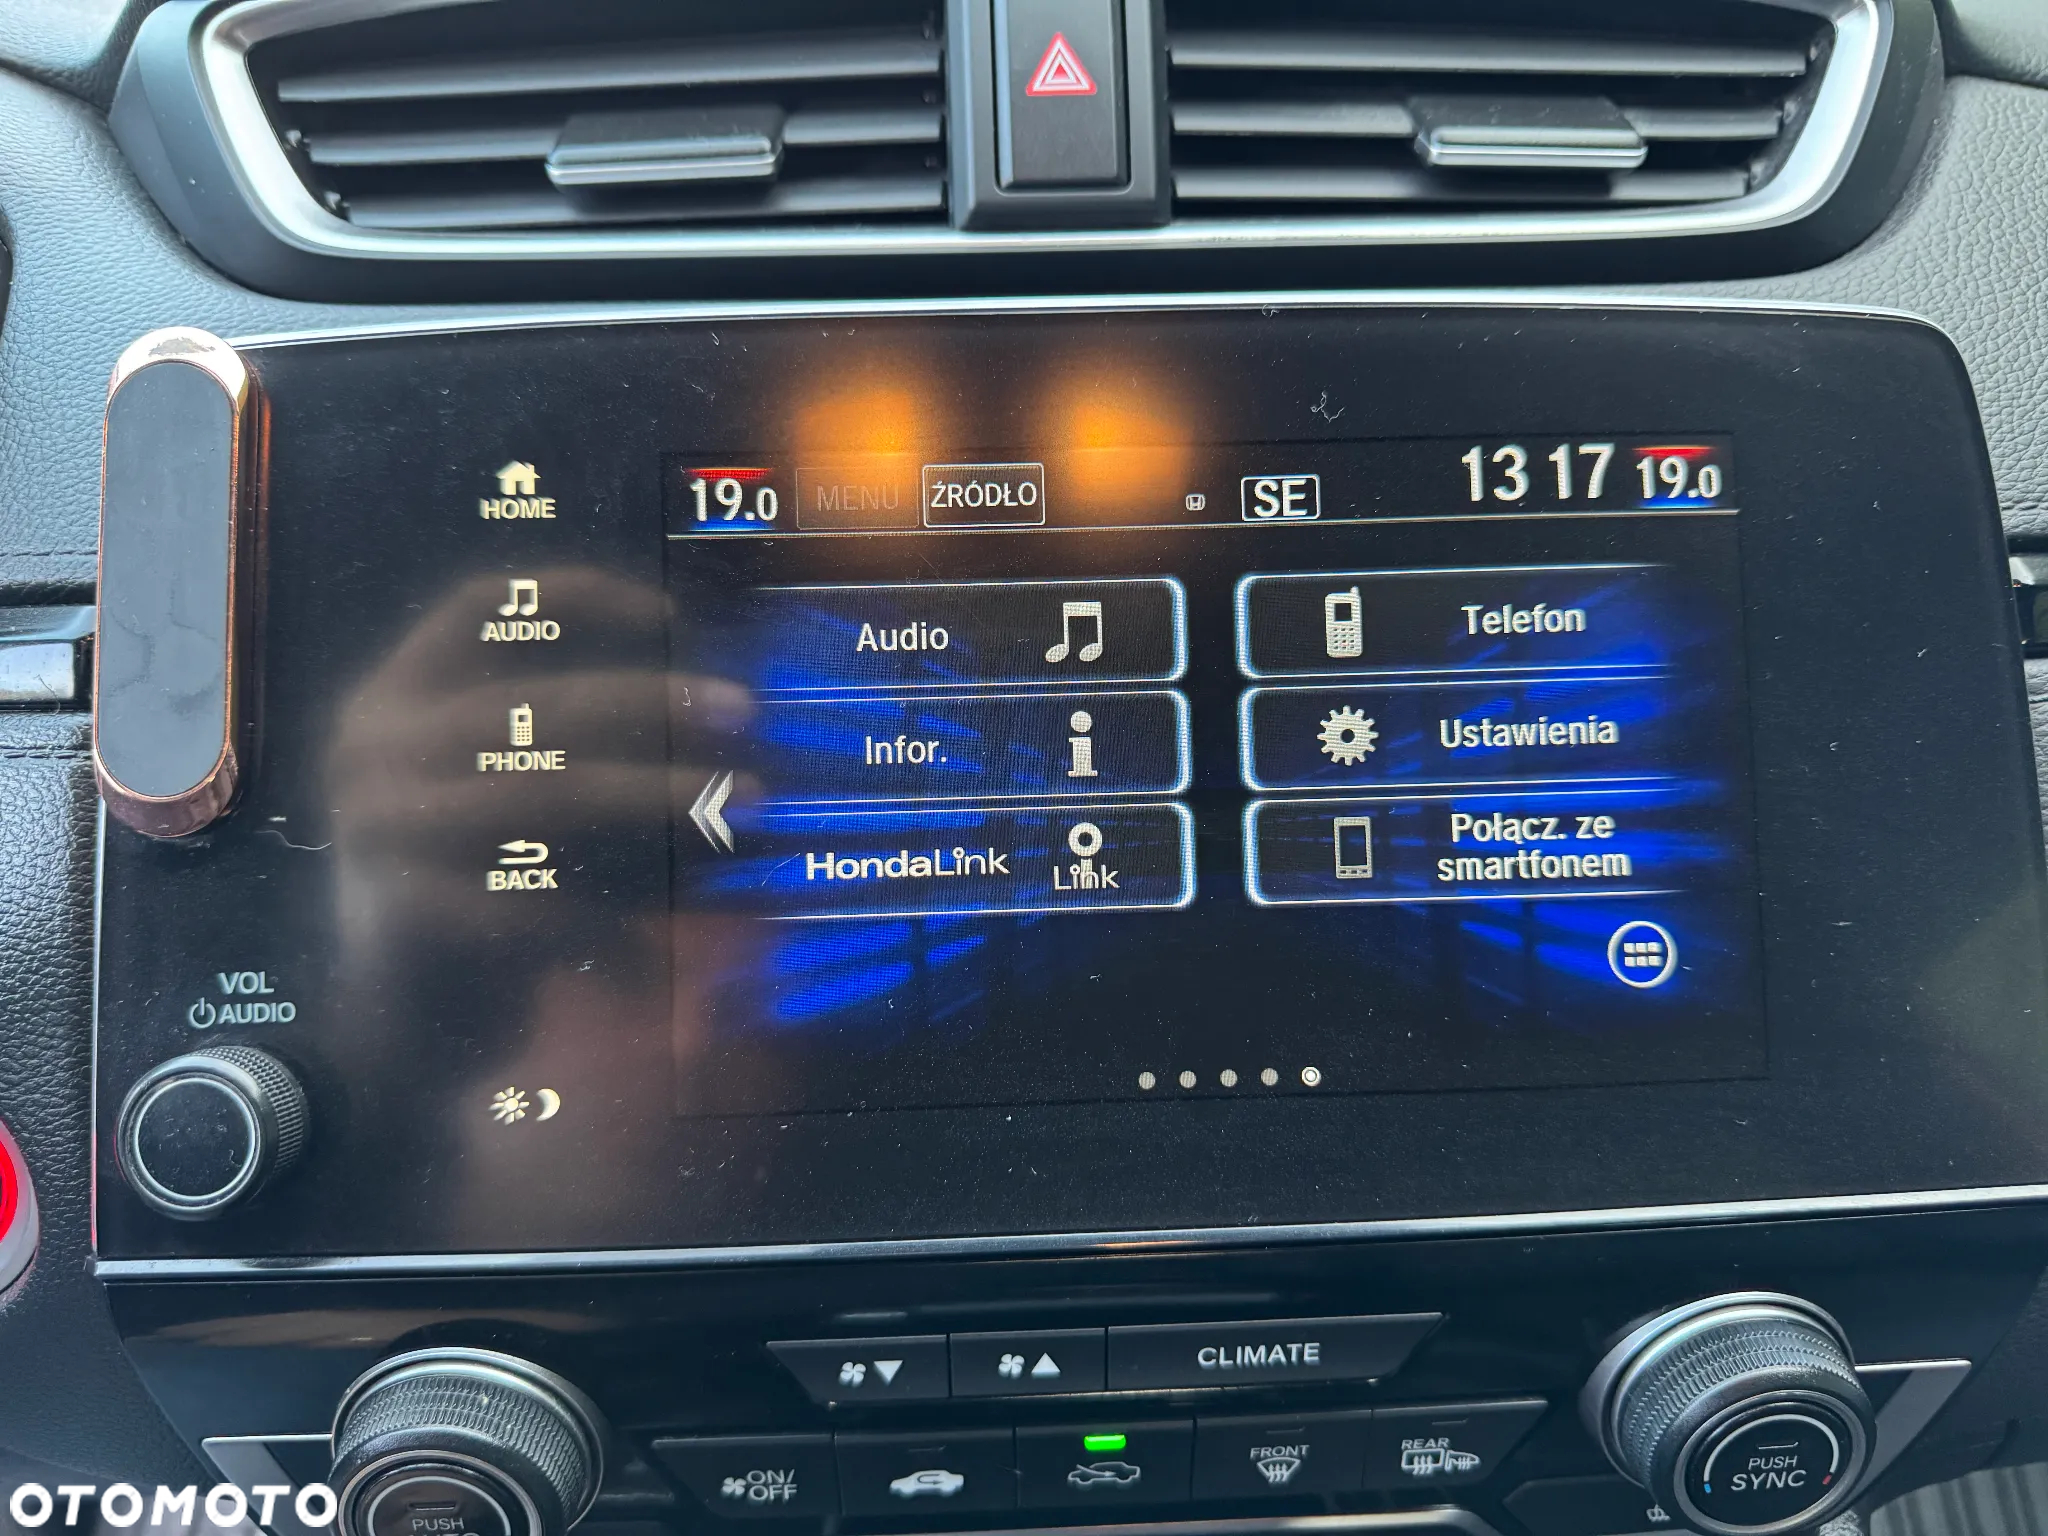 HOME
AUDIO
PHONE
BACK
VOL
AUDIO
19.0
MENU
ŹRÓDŁO
SE
13 17
19.0
Audio
Telefon
Infor.
Ustawienia
HondaLink
Link
Połącz. ze
smartfonem
CLIMATE
ON/
OFF
FRONT
REAR
PUSH
SYNC
PUSH
OTOMOTO